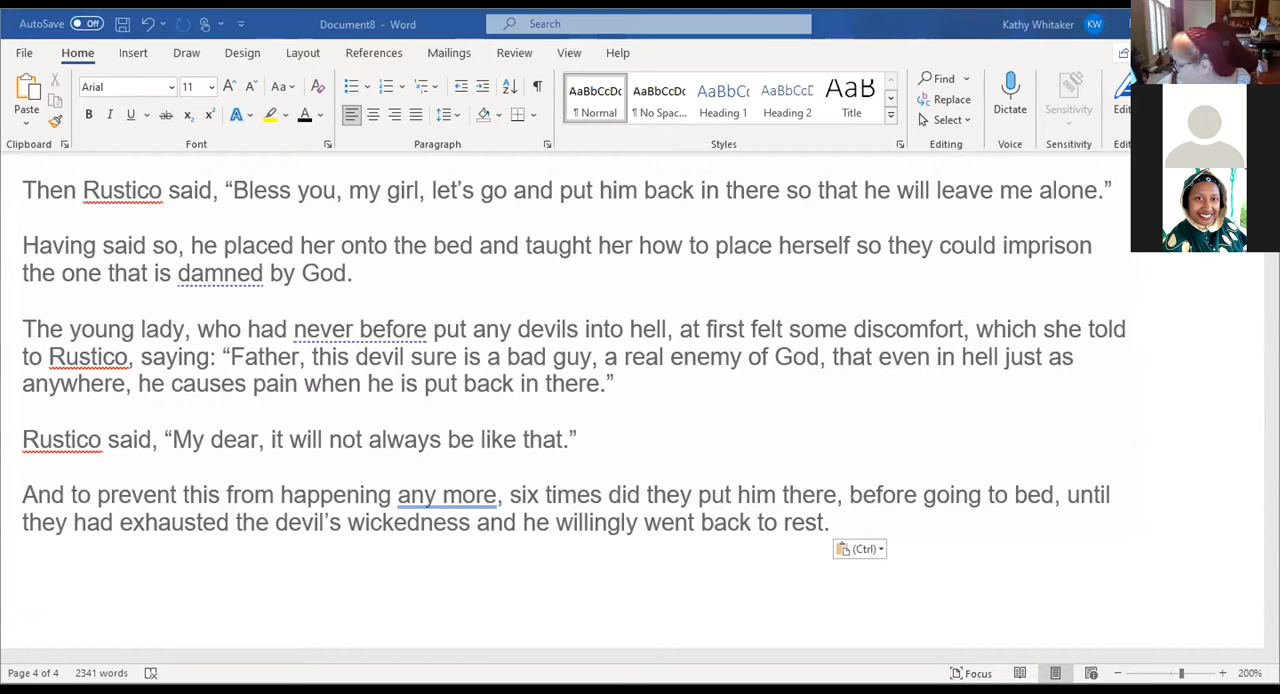 AutoSave Off Document8 - Word Search Kathy Whitaker KW
File Home Insert Draw Design Layout References Mailings Review View Help
Paste Arial 11 A A Aa A Find AaBbCcDc AaBbCcDc AaBbCc AaBbCcE AaB
B I U ab x₂ x² A A ¶ Normal ¶ No Spac... Heading 1 Heading 2 Title Replace Select Dictate Sensitivity
Clipboard Font Paragraph Styles Editing Voice Sensitivity
Then Rustico said, “Bless you, my girl, let’s go and put him back in there so that he will leave me alone.”
Having said so, he placed her onto the bed and taught her how to place herself so they could imprison
the one that is damned by God.
The young lady, who had never before put any devils into hell, at first felt some discomfort, which she told
to Rustico, saying: “Father, this devil sure is a bad guy, a real enemy of God, that even in hell just as
anywhere, he causes pain when he is put back in there.”
Rustico said, “My dear, it will not always be like that.”
And to prevent this from happening any more, six times did they put him there, before going to bed, until
they had exhausted the devil’s wickedness and he willingly went back to rest.
(Ctrl)
Page 4 of 4 2341 words Focus 200%